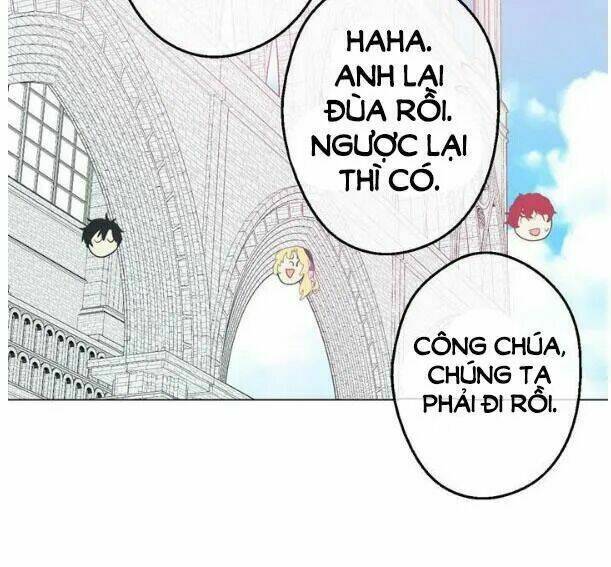 HAHA.
ANH LẠI
ĐÙA RỒI.
NGƯỢC LẠI
THÌ CÓ.
CÔNG CHÚA,
CHÚNG TA
PHẢI ĐI RỒI.